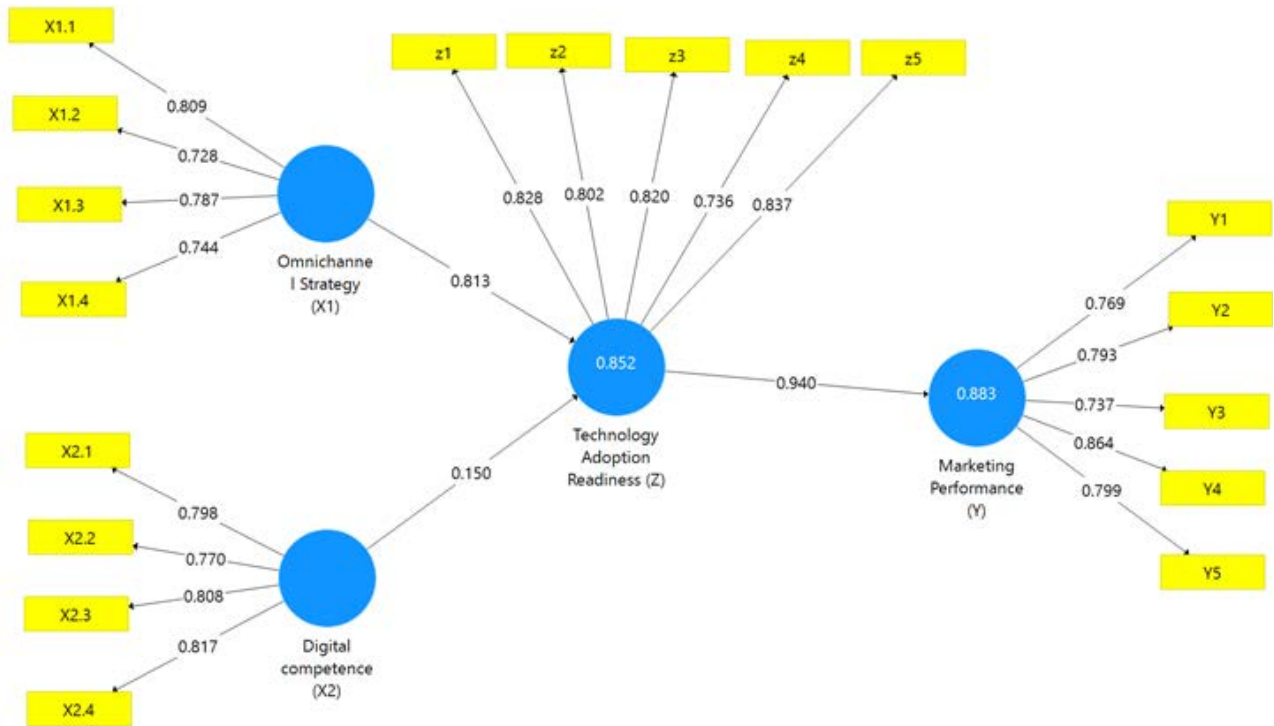 X1.1
X1.2
X1.3
X1.4
0.809
0.728
0.787
0.744
Omnichanne
l Strategy
(X1)
0.813
z1
z2
z3
z4
z5
0.828
0.802
0.820
0.736
0.837
0.852
Technology
Adoption
Readiness (Z)
0.940
X2.1
X2.2
X2.3
X2.4
0.798
0.770
0.808
0.817
Digital
competence
(X2)
0.150
0.883
Marketing
Performance
(Y)
0.769
0.793
0.737
0.864
0.799
Y1
Y2
Y3
Y4
Y5